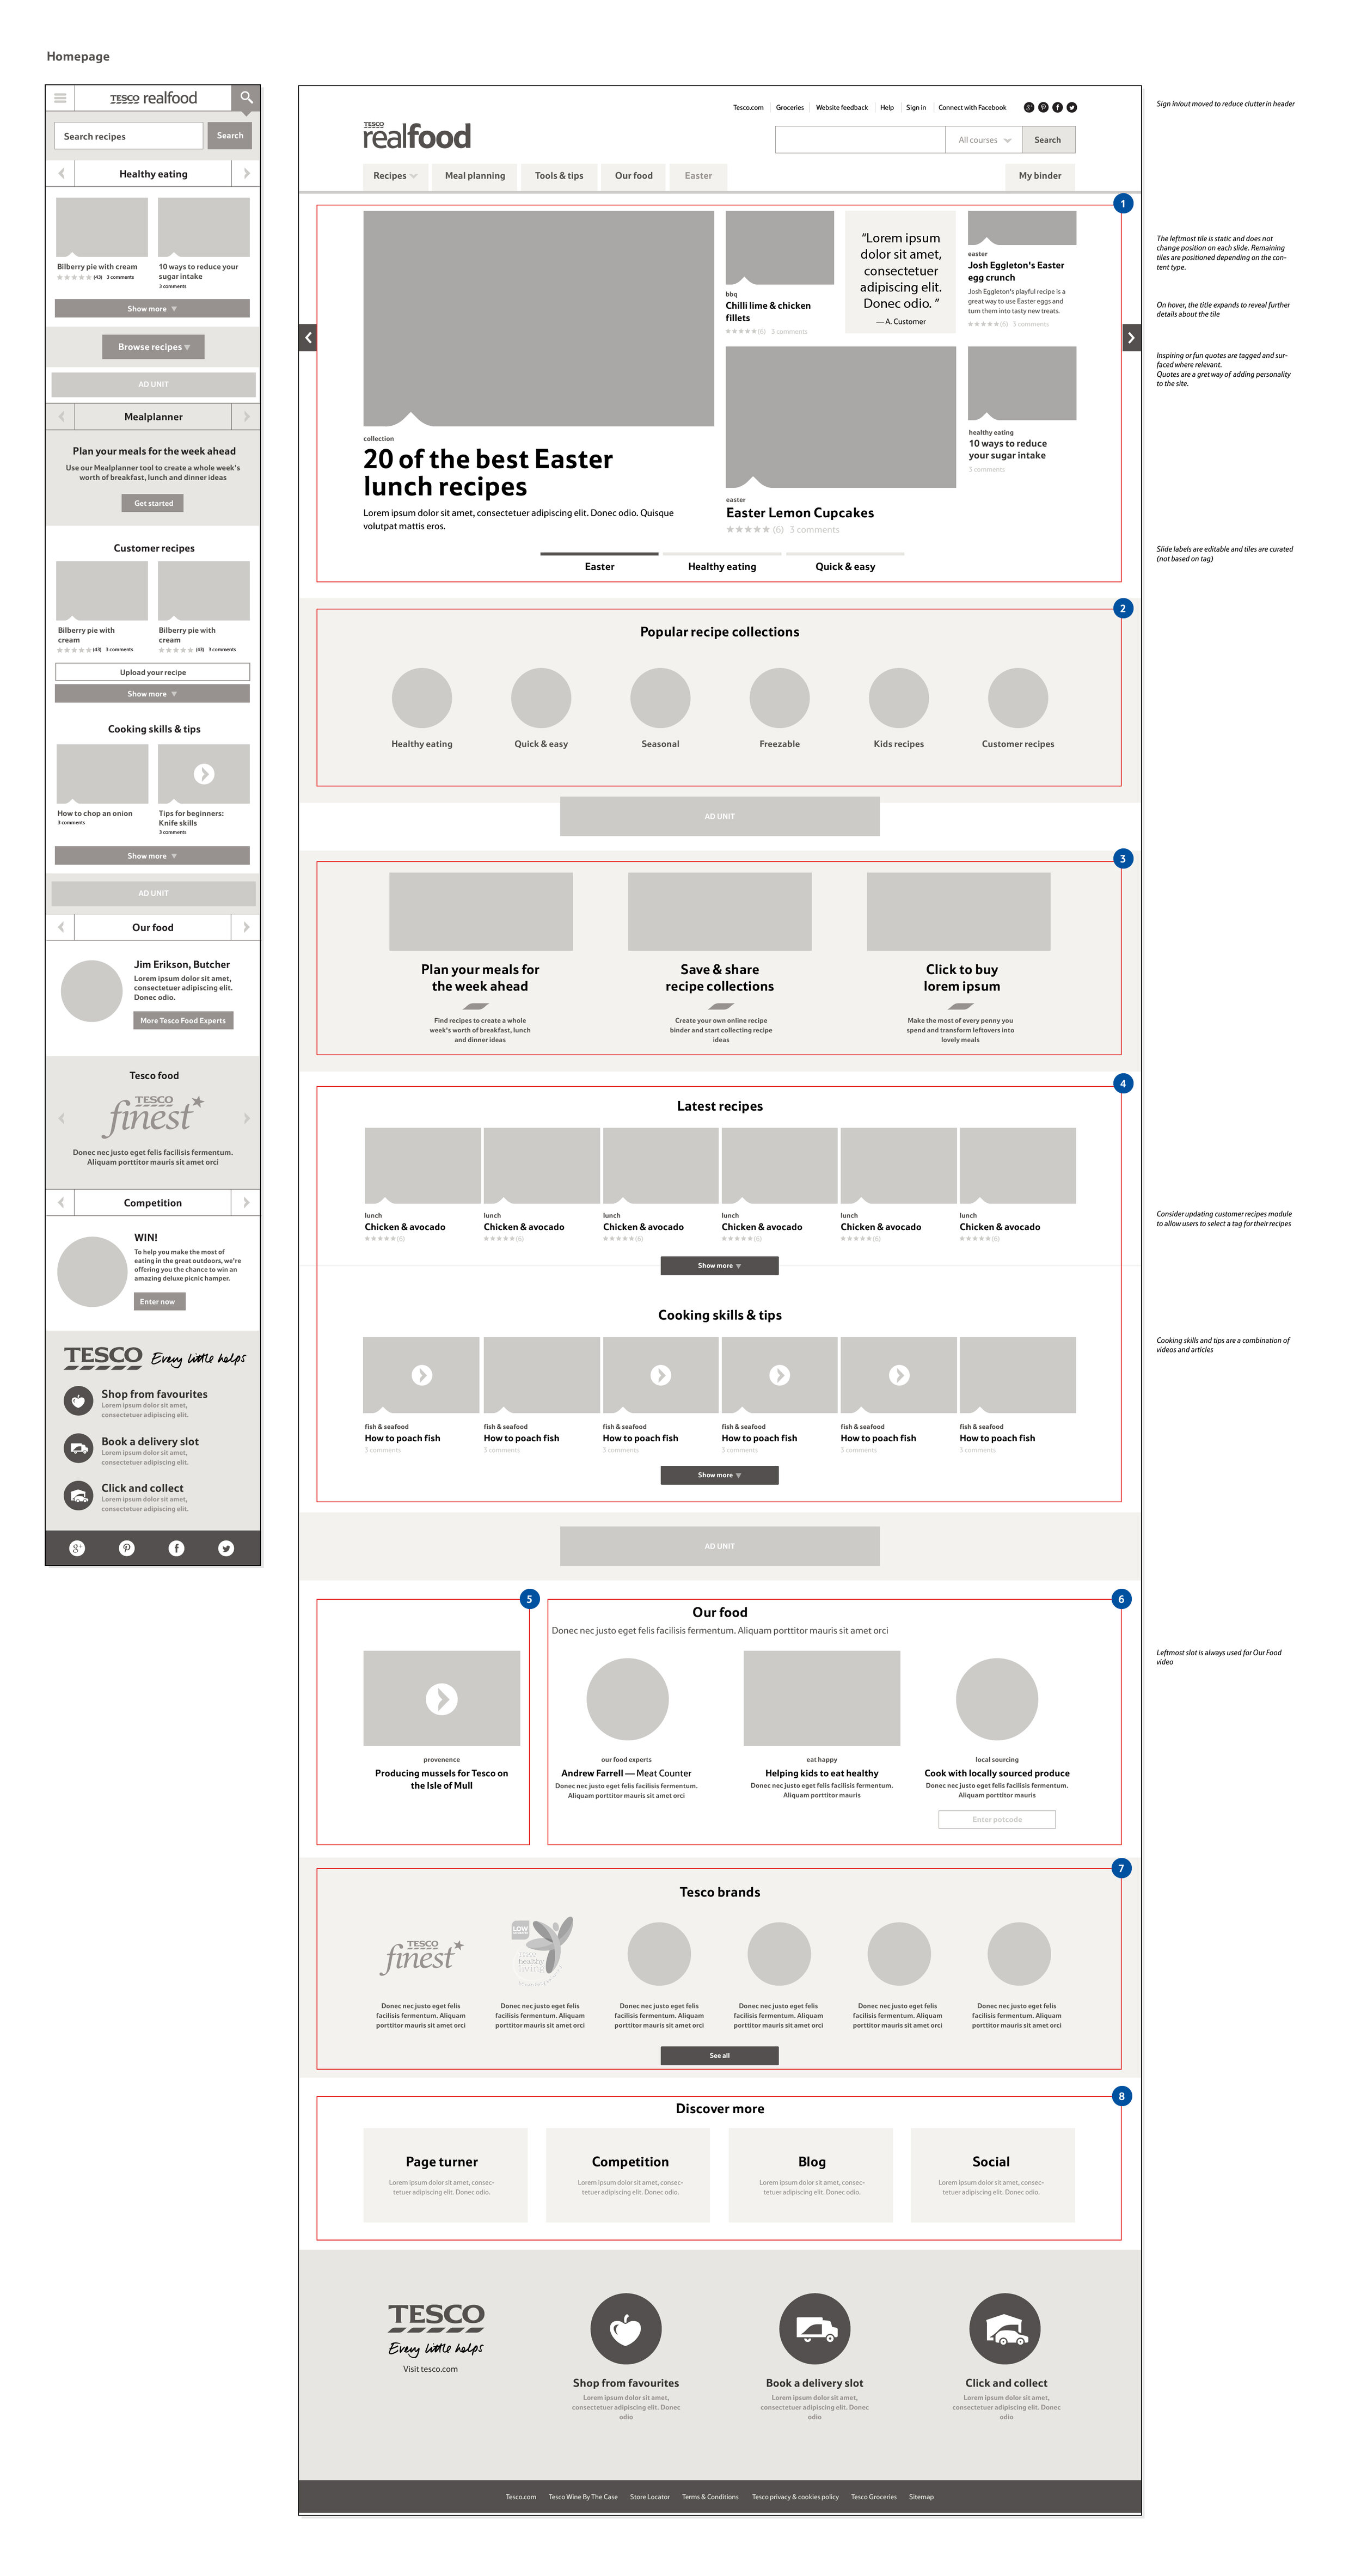 Homepage
TESCO realfood
Search recipes
Search
Healthy eating
Bilberry pie with cream
(43) 3 comments
10 ways to reduce your
sugar intake
3 comments
Show more
Browse recipes
AD UNIT
Mealplanner
Plan your meals for the week ahead
Use our Mealplanner tool to create a whole week's
worth of breakfast, lunch and dinner ideas
Get started
Customer recipes
Bilberry pie with
cream
(43) 3 comments
Bilberry pie with
cream
(43) 3 comments
Upload your recipe
Show more
Cooking skills & tips
How to chop an onion
3 comments
Tips for beginners:
Knife skills
3 comments
Show more
AD UNIT
Our food
Jim Erikson, Butcher
Lorem ipsum dolor sit amet,
consectetuer adipiscing elit.
Donec odio.
More Tesco Food Experts
Tesco food
TESCO
finest
Donec nec justo eget felis facilisis fermentum.
Aliquam porttitor mauris sit amet orci
Competition
WIN!
To help you make the most of
eating in the great outdoors, we're
offering you the chance to win an
amazing deluxe picnic hamper.
Enter now
TESCO Every little helps
Shop from favourites
Lorem ipsum dolor sit amet,
consectetuer adipiscing elit.
Book a delivery slot
Lorem ipsum dolor sit amet,
consectetuer adipiscing elit.
Click and collect
Lorem ipsum dolor sit amet,
consectetuer adipiscing elit.
Tesco.com Groceries Website feedback Help Sign in Connect with Facebook
TESCO
realfood
All courses
Search
Recipes Meal planning Tools & tips Our food Easter My binder
1
collection
20 of the best Easter
lunch recipes
Lorem ipsum dolor sit amet, consectetuer adipiscing elit. Donec odio. Quisque
volutpat mattis eros.
bbq
Chilli lime & chicken
fillets
(6) 3 comments
“Lorem ipsum
dolor sit amet,
consectetuer
adipiscing elit.
Donec odio. ”
— A. Customer
easter
Josh Eggleton's Easter
egg crunch
Josh Eggleton's playful recipe is a
great way to use Easter eggs and
turn them into tasty new treats.
(6) 3 comments
easter
Easter Lemon Cupcakes
(6) 3 comments
healthy eating
10 ways to reduce
your sugar intake
3 comments
Easter Healthy eating Quick & easy
2
Popular recipe collections
Healthy eating Quick & easy Seasonal Freezable Kids recipes Customer recipes
AD UNIT
3
Plan your meals for
the week ahead
Find recipes to create a whole
week's worth of breakfast, lunch
and dinner ideas
Save & share
recipe collections
Create your own online recipe
binder and start collecting recipe
ideas
Click to buy
lorem ipsum
Make the most of every penny you
spend and transform leftovers into
lovely meals
4
Latest recipes
lunch lunch lunch lunch lunch lunch
Chicken & avocado Chicken & avocado Chicken & avocado Chicken & avocado Chicken & avocado Chicken & avocado
(6) (6) (6) (6) (6) (6)
Show more
Cooking skills & tips
fish & seafood fish & seafood fish & seafood fish & seafood fish & seafood fish & seafood
How to poach fish How to poach fish How to poach fish How to poach fish How to poach fish How to poach fish
3 comments 3 comments 3 comments 3 comments 3 comments 3 comments
Show more
AD UNIT
5
provenence
Producing mussels for Tesco on
the Isle of Mull
6
Our food
Donec nec justo eget felis facilisis fermentum. Aliquam porttitor mauris sit amet orci
our food experts
Andrew Farrell — Meat Counter
Donec nec justo eget felis facilisis fermentum.
Aliquam porttitor mauris sit amet orci
eat happy
Helping kids to eat healthy
Donec nec justo eget felis facilisis fermentum.
Aliquam porttitor mauris
local sourcing
Cook with locally sourced produce
Donec nec justo eget felis facilisis fermentum.
Aliquam porttitor mauris
Enter potcode
7
Tesco brands
TESCO
finest
LOW
new
healthy
living
Donec nec justo eget felis Donec nec justo eget felis Donec nec justo eget felis Donec nec justo eget felis Donec nec justo eget felis Donec nec justo eget felis
facilisis fermentum. Aliquam facilisis fermentum. Aliquam facilisis fermentum. Aliquam facilisis fermentum. Aliquam facilisis fermentum. Aliquam facilisis fermentum. Aliquam
porttitor mauris sit amet orci porttitor mauris sit amet orci porttitor mauris sit amet orci porttitor mauris sit amet orci porttitor mauris sit amet orci porttitor mauris sit amet orci
See all
8
Discover more
Page turner
Lorem ipsum dolor sit amet, consec-
tetuer adipiscing elit. Donec odio.
Competition
Lorem ipsum dolor sit amet, consec-
tetuer adipiscing elit. Donec odio.
Blog
Lorem ipsum dolor sit amet, consec-
tetuer adipiscing elit. Donec odio.
Social
Lorem ipsum dolor sit amet, consec-
tetuer adipiscing elit. Donec odio.
TESCO
Every little helps
Visit tesco.com
Shop from favourites
Lorem ipsum dolor sit amet,
consectetuer adipiscing elit. Donec
odio
Book a delivery slot
Lorem ipsum dolor sit amet,
consectetuer adipiscing elit. Donec
odio
Click and collect
Lorem ipsum dolor sit amet,
consectetuer adipiscing elit. Donec
odio
Tesco.com Tesco Wine By The Case Store Locator Terms & Conditions Tesco privacy & cookies policy Tesco Groceries Sitemap
Sign in/out moved to reduce clutter in header
The leftmost tile is static and does not
change position on each slide. Remaining
tiles are positioned depending on the con-
tent type.
On hover, the title expands to reveal further
details about the tile
Inspiring or fun quotes are tagged and sur-
faced where relevant.
Quotes are a gret way of adding personality
to the site.
Slide labels are editable and tiles are curated
(not based on tag)
Consider updating customer recipes module
to allow users to select a tag for their recipes
Cooking skills and tips are a combination of
videos and articles
Leftmost slot is always used for Our Food
video